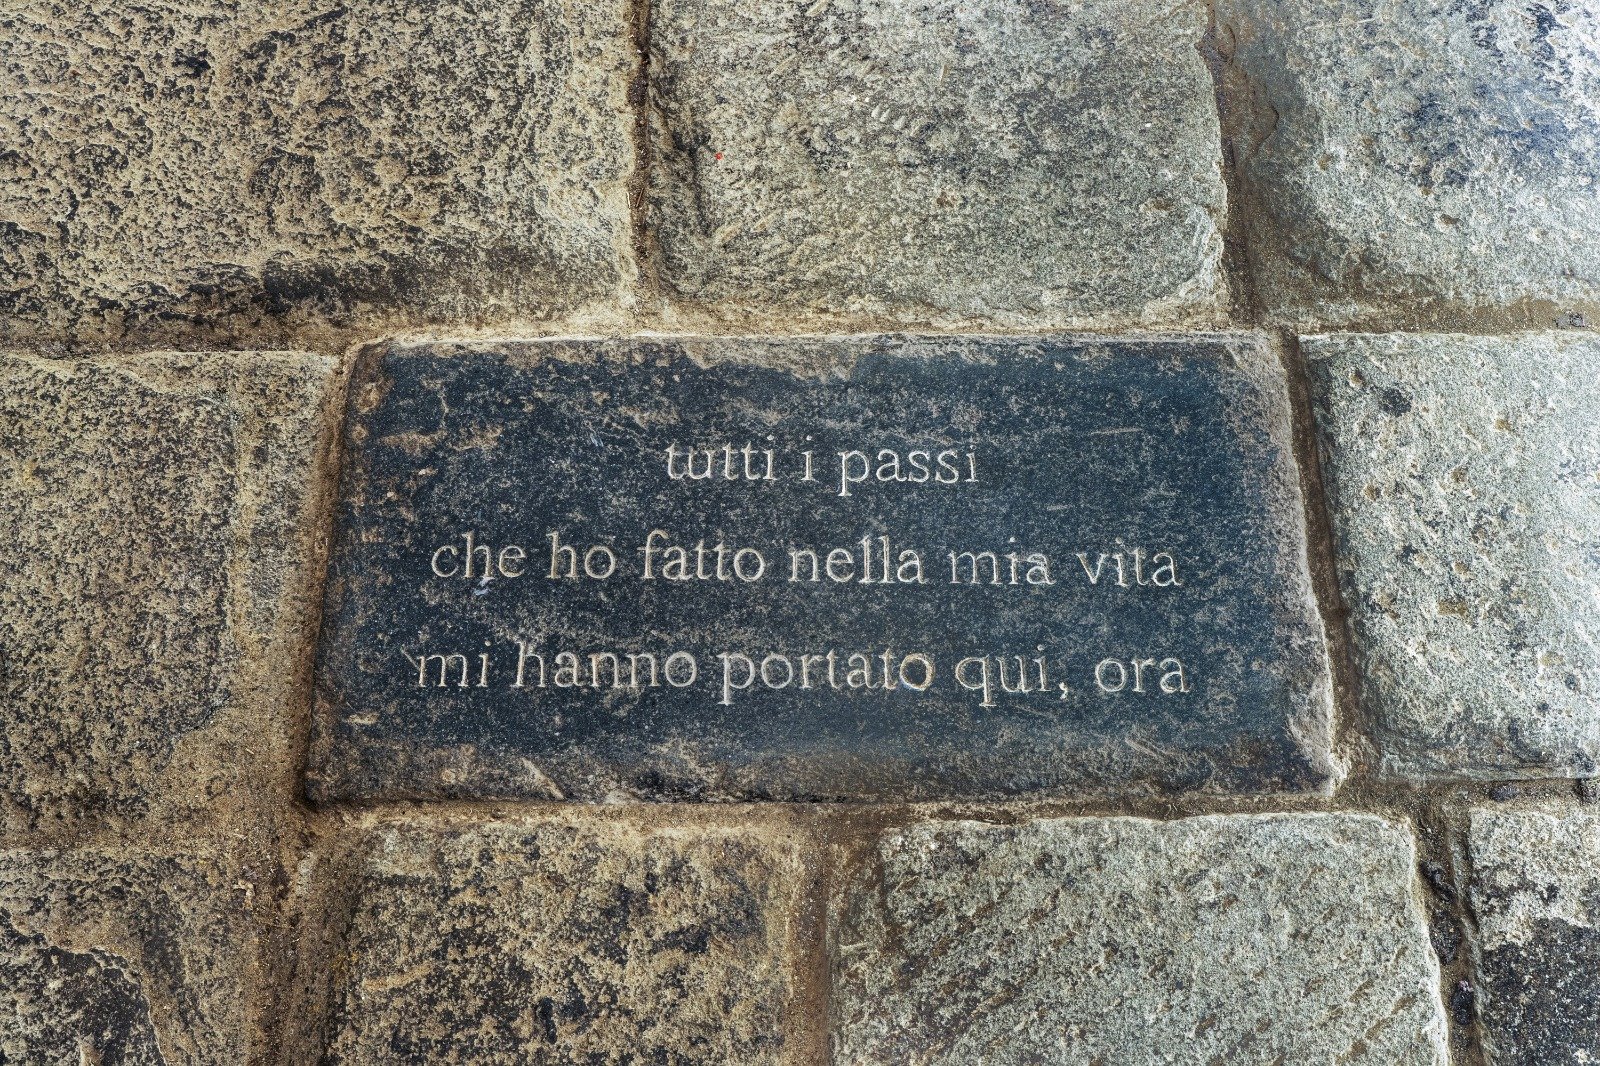 tutti i passi
che ho fatto nella mia vita
mi hanno portato qui, ora